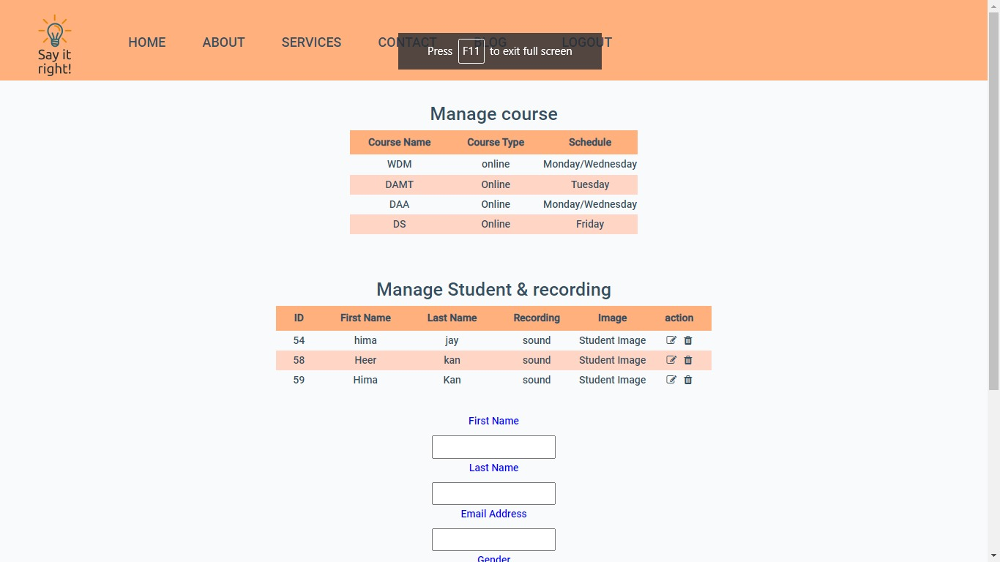 Say it
right!
HOME ABOUT SERVICES CONTACT BLOG LOGOUT
Press F11 to exit full screen
Manage course
Course Name Course Type Schedule
WDM online Monday/Wednesday
DAMT Online Tuesday
DAA Online Monday/Wednesday
DS Online Friday
Manage Student & recording
ID First Name Last Name Recording Image action
54 hima jay sound Student Image
58 Heer kan sound Student Image
59 Hima Kan sound Student Image
First Name
Last Name
Email Address
Gender